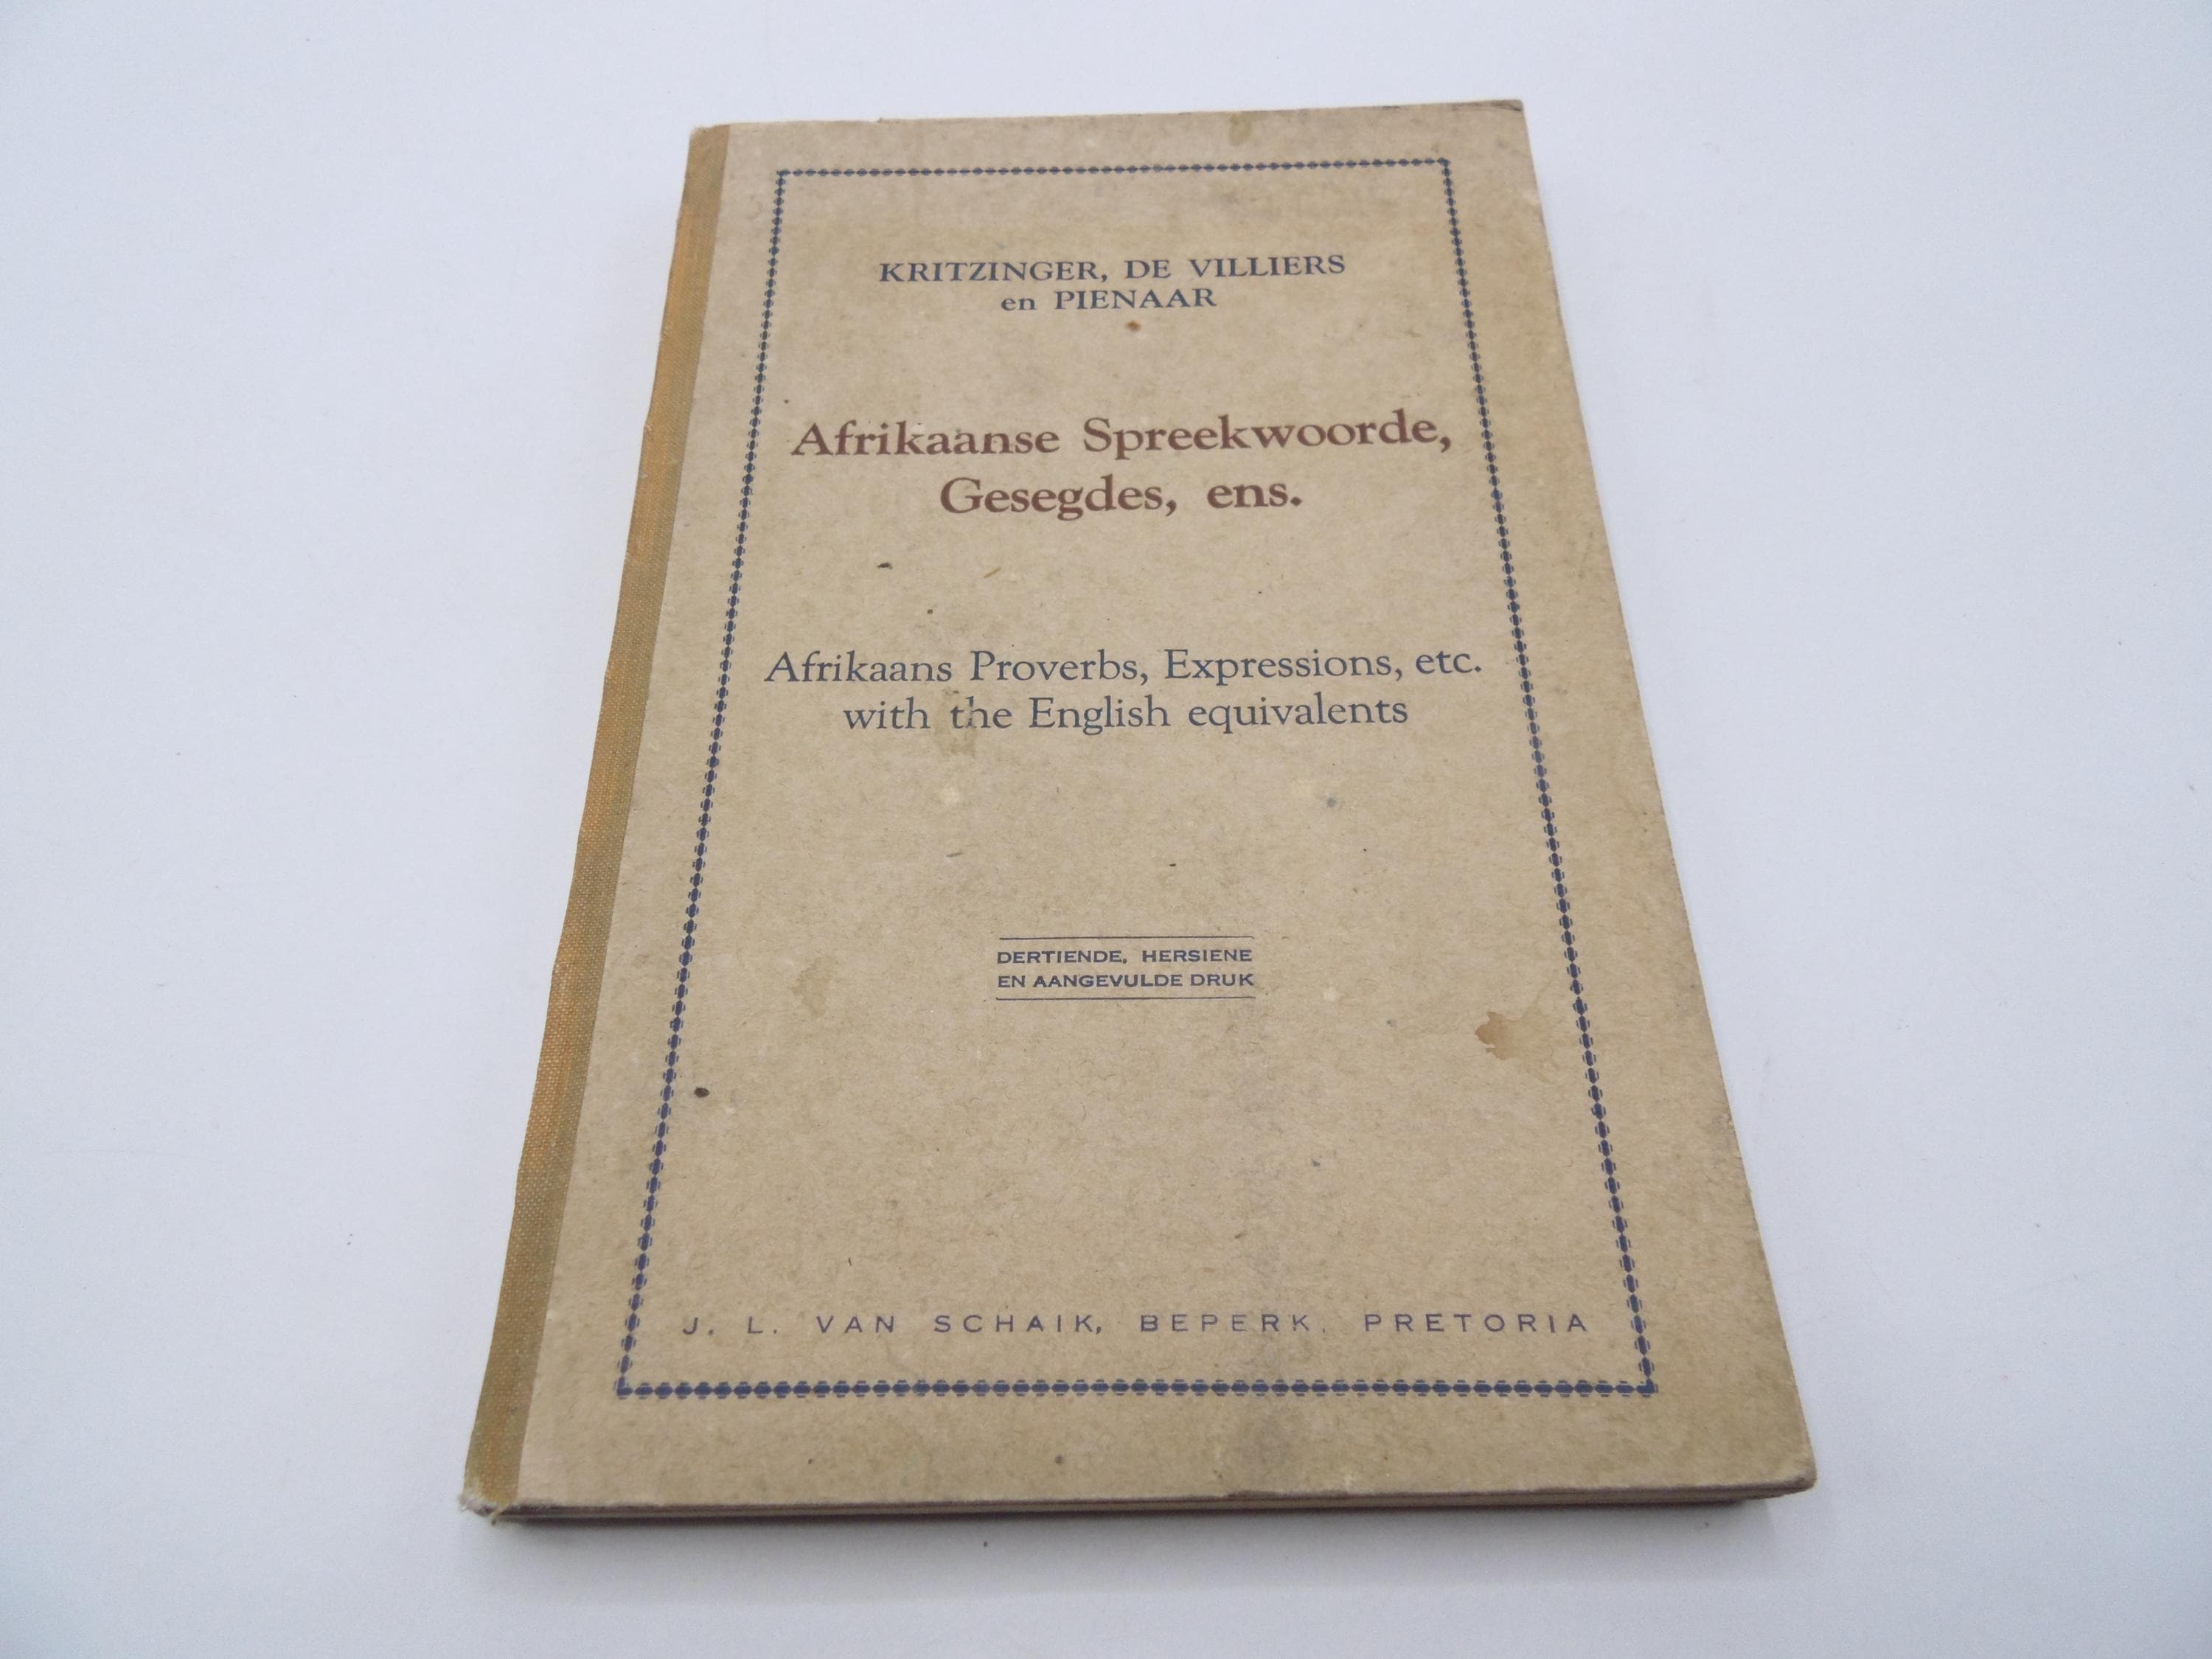 KRITZINGER, DE VILLIERS
en PIENAAR
Afrikaanse Spreekwoorde,
Gesegdes, ens.
Afrikaans Proverbs, Expressions, etc.
with the English equivalents
DERTIENDE, HERSIENE
EN AANGEVULDE DRUK
J. L. VAN SCHAIK, BEPERK, PRETORIA